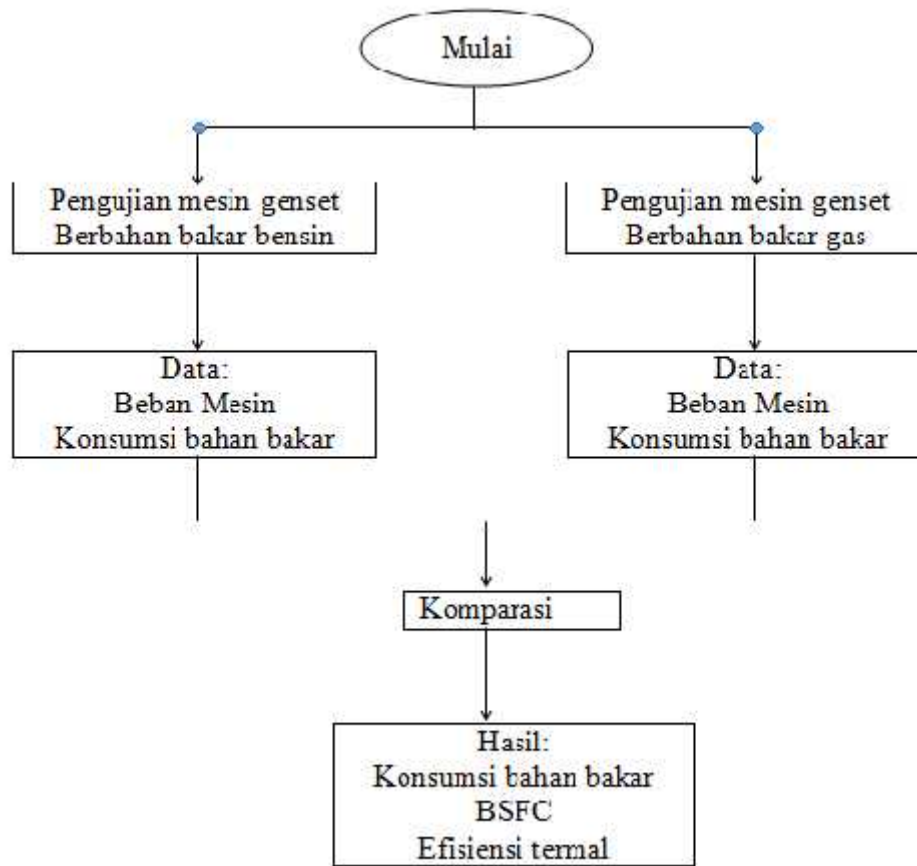 Mulai
Pengujian mesin genset
Berbahan bakar bensin
Pengujian mesin genset
Berbahan bakar gas
Data:
Beban Mesin
Konsumsi bahan bakar
Data:
Beban Mesin
Konsumsi bahan bakar
Komparasi
Hasil:
Konsumsi bahan bakar
BSFC
Efisiensi termal